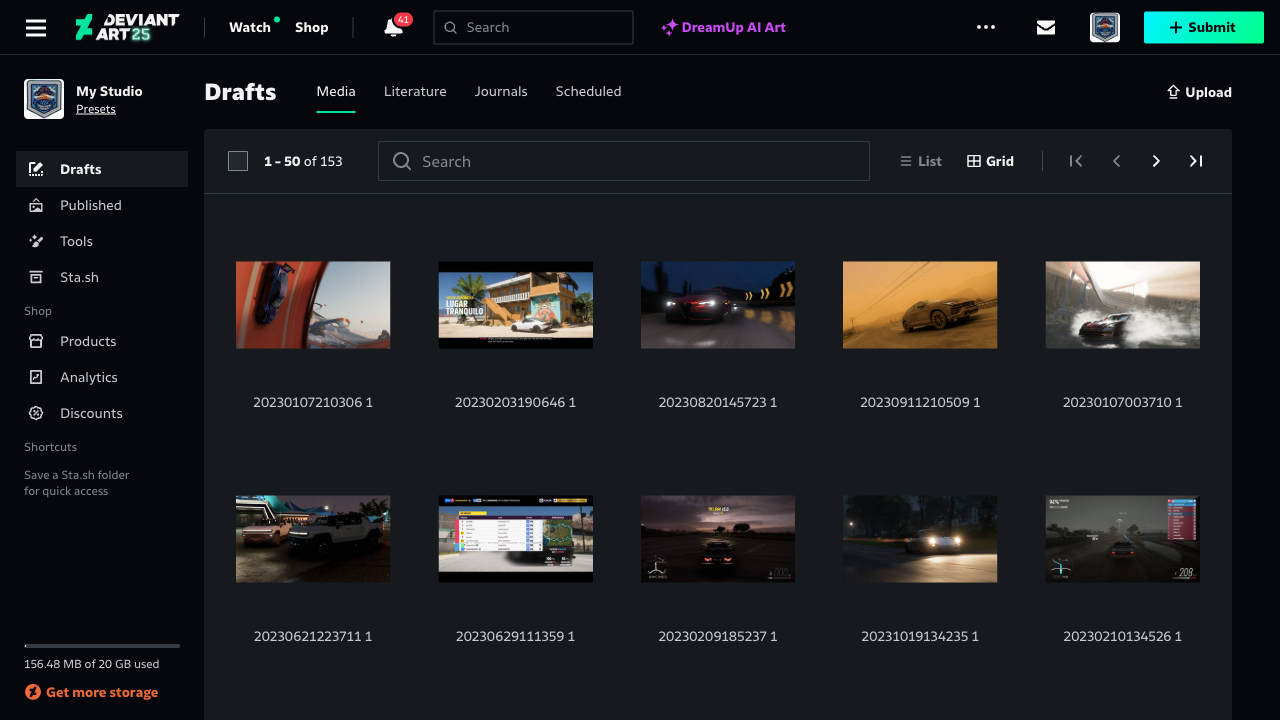 DEVIANT
ART 25
Watch
Shop
41
Search
DreamUp AI Art
Submit
My Studio
Presets
Drafts
Media
Literature
Journals
Scheduled
Upload
Drafts
Published
Tools
Sta.sh
Shop
Products
Analytics
Discounts
Shortcuts
Save a Sta.sh folder
for quick access
156.48 MB of 20 GB used
Get more storage
1 - 50 of 153
Search
List
Grid
LUGAR
TRANQUILO
20230107210306 1
20230203190646 1
20230820145723 1
20230911210509 1
20230107003710 1
208
20230621223711 1
20230629111359 1
20230209185237 1
20231019134235 1
20230210134526 1